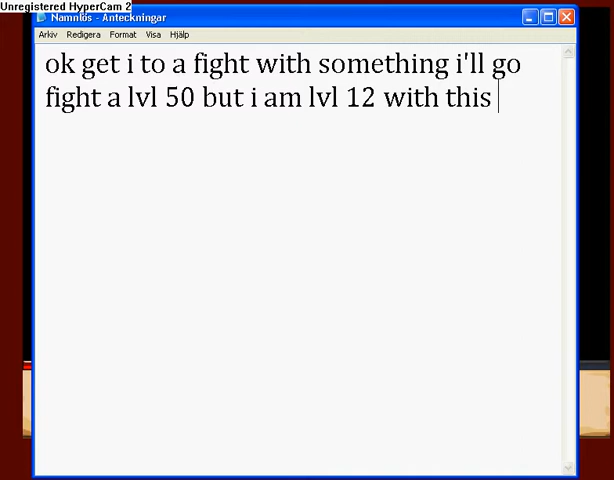 Unregistered HyperCam 2
Namnlös - Anteckningar
Arkiv Redigera Format Visa Hjälp
ok get i to a fight with something i'll go
fight a lvl 50 but i am lvl 12 with this